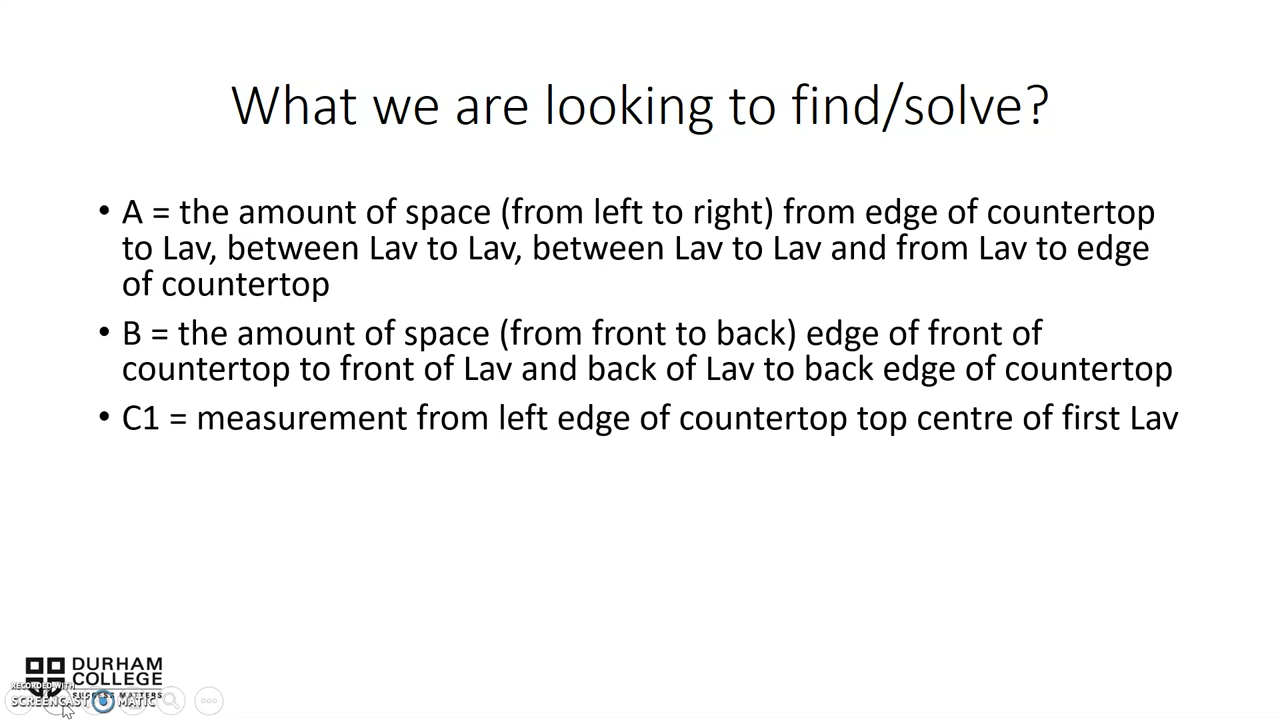 What we are looking to find/solve?
• A = the amount of space (from left to right) from edge of countertop
to Lav, between Lav to Lav, between Lav to Lav and from Lav to edge
of countertop
• B = the amount of space (from front to back) edge of front of
countertop to front of Lav and back of Lav to back edge of countertop
• C1 = measurement from left edge of countertop top centre of first Lav
DURHAM
COLLEGE
SUCCESS MATTERS
RECORDED WITH
SCREENCAST MATIC